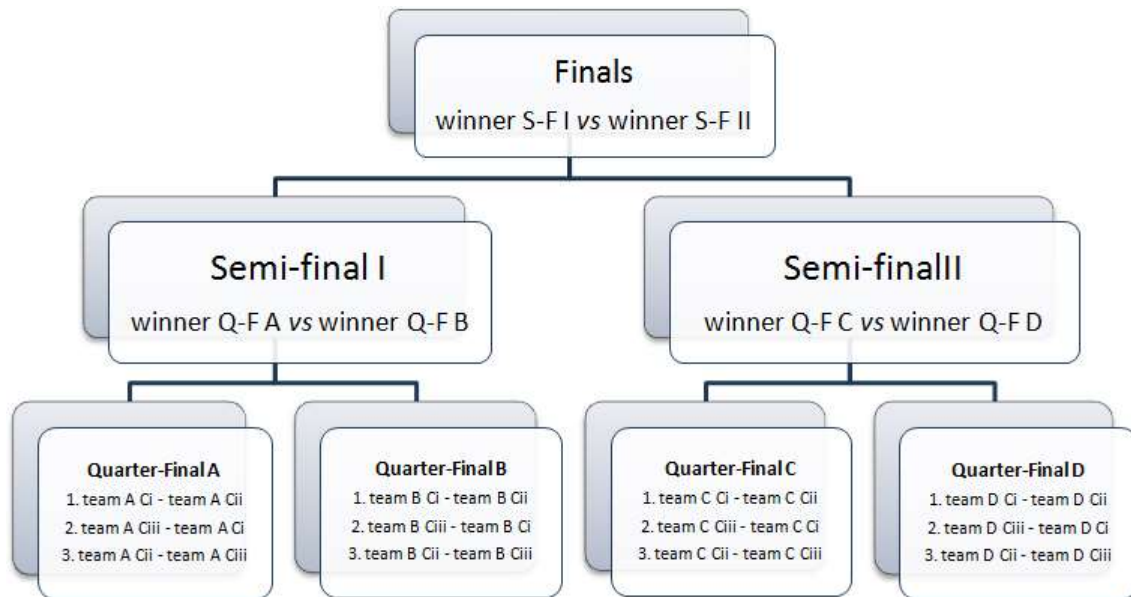 Finals
winner S-F I vs winner S-F II
Semi-final I
winner Q-F A vs winner Q-F B
Semi-finalII
winner Q-F C vs winner Q-F D
Quarter-Final A
1. team A Ci - team A Cii
2. team A Ciii - team A Ci
3. team A Cii - team A Ciii
Quarter-Final B
1. team B Ci - team B Cii
2. team B Ciii - team B Ci
3. team B Cii - team B Ciii
Quarter-Final C
1. team C Ci - team C Cii
2. team C Ciii - team C Ci
3. team C Cii - team C Ciii
Quarter-Final D
1. team D Ci - team D Cii
2. team D Ciii - team D Ci
3. team D Cii - team D Ciii